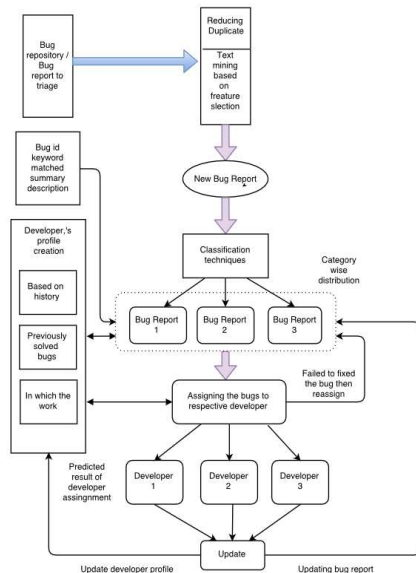 Reducing
Duplicate
Bug
repository /
Bug
report to
triage
Text
mining
based
on
freature
slection
Bug id
keyword
matched
summary
description
New Bug Report
Developer,'s
profile
creation
Classification
techniques
Category
wise
distribution
Based on
history
Bug Report
1
Bug Report
2
Bug Report
3
Previously
solved
bugs
Failed to fixed
the bug then
reassign
In which the
work
Assigning the bugs to
respective developer
Predicted
result of
developer
assingnment
Developer
1
Developer
2
Developer
3
Update
Update developer profile
Updating bug report